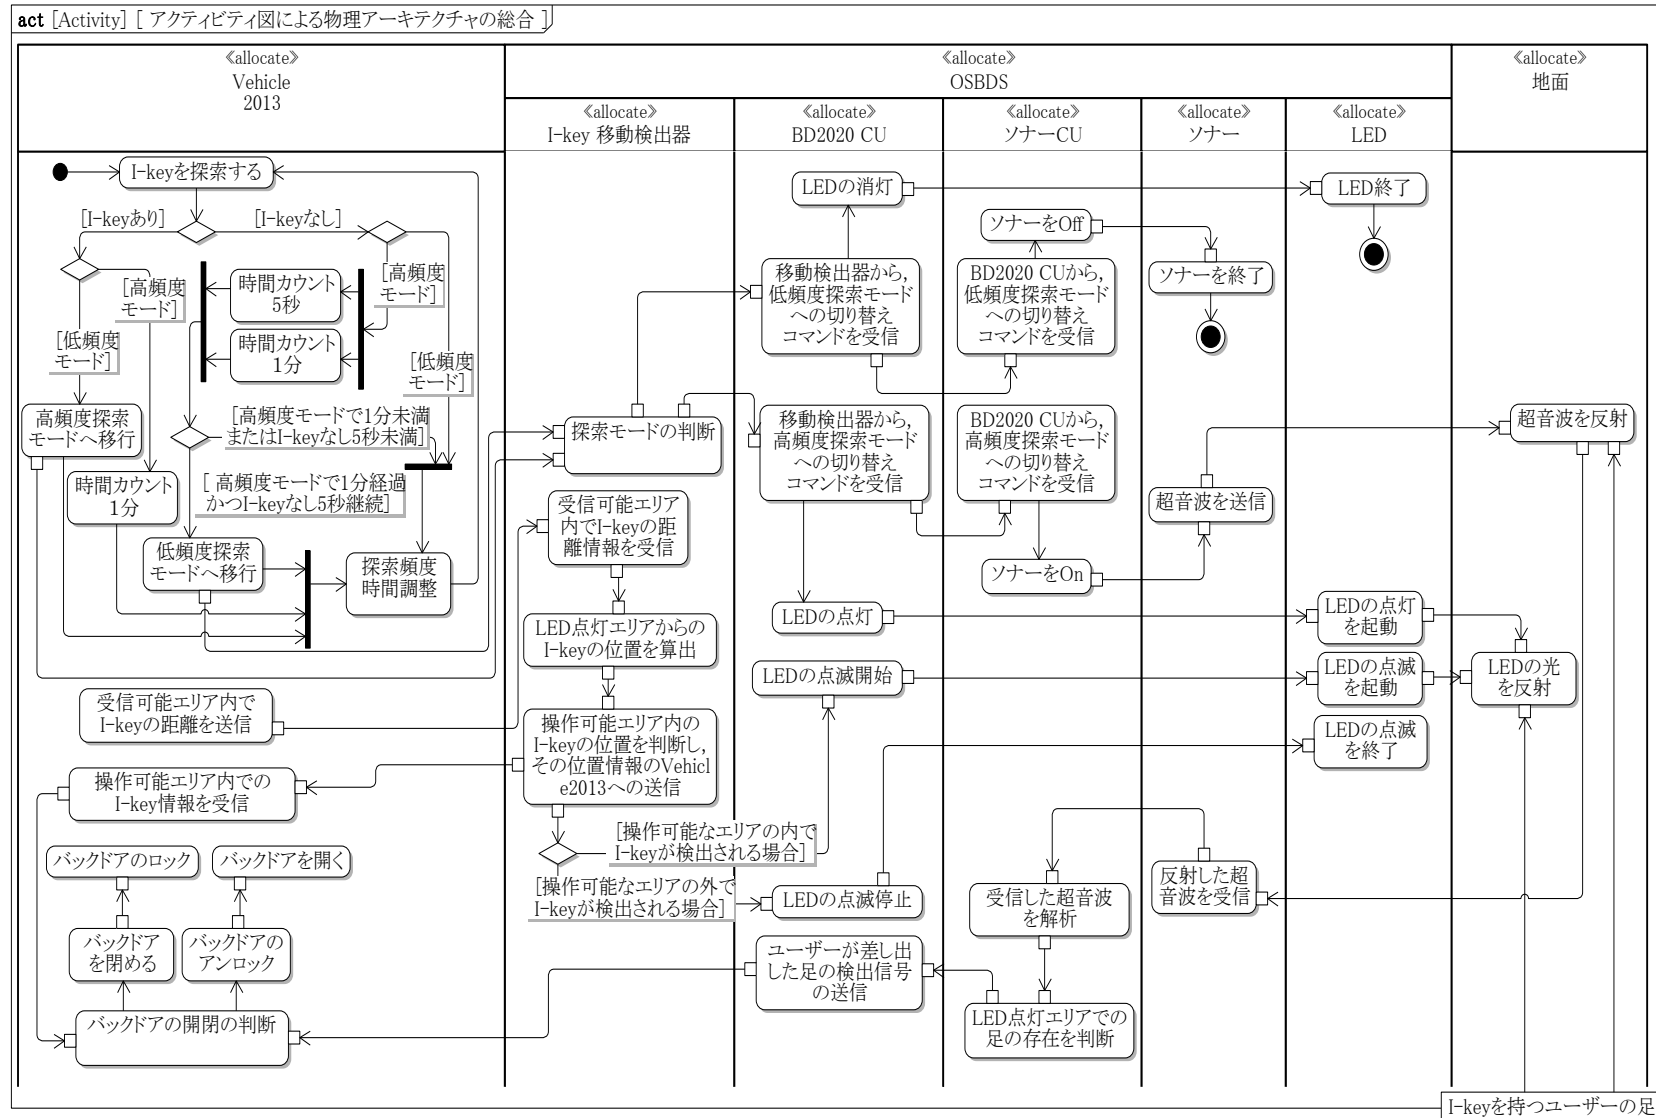 act [Activity] [ アクティビティ図による物理アーキテクチャの総合 ]
《allocate》
Vehicle
2013
《allocate》
OSBDS
《allocate》
地面
《allocate》
I-key 移動検出器
《allocate》
BD2020 CU
《allocate》
ソナーCU
《allocate》
ソナー
《allocate》
LED
I-keyを探索する
[I-keyあり]
[I-keyなし]
[高頻度
モード]
[低頻度
モード]
時間カウント
5秒
時間カウント
1分
[高頻度
モード]
[低頻度
モード]
高頻度探索
モードへ移行
[高頻度モードで1分未満
またはI-keyなし5秒未満]
時間カウント
1分
[ 高頻度モードで1分経過
かつI-keyなし5秒継続]
低頻度探索
モードへ移行
探索頻度
時間調整
受信可能エリア内で
I-keyの距離を送信
操作可能エリア内での
I-key情報を受信
バックドアのロック
バックドアを開く
バックドア
を閉める
バックドアの
アンロック
バックドアの開閉の判断
探索モードの判断
受信可能エリア
内でI-keyの距
離情報を受信
LED点灯エリアからの
I-keyの位置を算出
操作可能エリア内の
I-keyの位置を判断し,
その位置情報のVehicl
e2013への送信
[操作可能なエリアの内で
I-keyが検出される場合]
[操作可能なエリアの外で
I-keyが検出される場合]
LEDの消灯
移動検出器から,
低頻度探索モード
への切り替え
コマンドを受信
移動検出器から,
高頻度探索モード
への切り替え
コマンドを受信
LEDの点灯
LEDの点滅開始
LEDの点滅停止
ユーザーが差し出
した足の検出信号
の送信
ソナーをOff
BD2020 CUから,
低頻度探索モード
への切り替え
コマンドを受信
BD2020 CUから,
高頻度探索モード
への切り替え
コマンドを受信
ソナーをOn
受信した超音波
を解析
LED点灯エリアでの
足の存在を判断
ソナーを終了
超音波を送信
反射した超
音波を受信
LED終了
LEDの点灯
を起動
LEDの点滅
を起動
LEDの点滅
を終了
超音波を反射
LEDの光
を反射
I-keyを持つユーザーの足